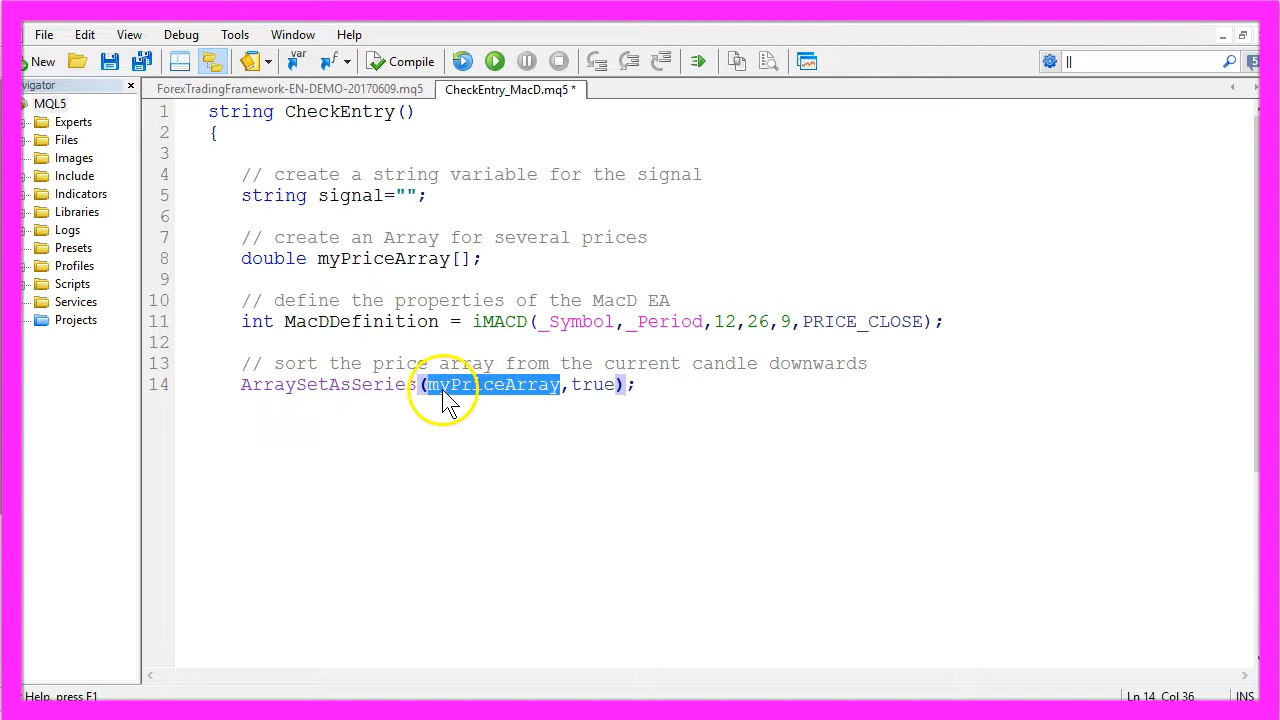 File Edit View Debug Tools Window Help
New var f Compile || 5
vigator × ForexTradingFramework-EN-DEMO-20170609.mq5 CheckEntry_MacD.mq5 *
MQL5
Experts
Files
Images
Include
Indicators
Libraries
Logs
Presets
Profiles
Scripts
Services
Projects
1 string CheckEntry()
2 {
3
4 // create a string variable for the signal
5 string signal="";
6
7 // create an Array for several prices
8 double myPriceArray[];
9
10 // define the properties of the MacD EA
11 int MacDDefinition = iMACD(_Symbol,_Period,12,26,9,PRICE_CLOSE);
12
13 // sort the price array from the current candle downwards
14 ArraySetAsSeries(myPriceArray,true);
Help, press F1 Ln 14, Col 36 INS